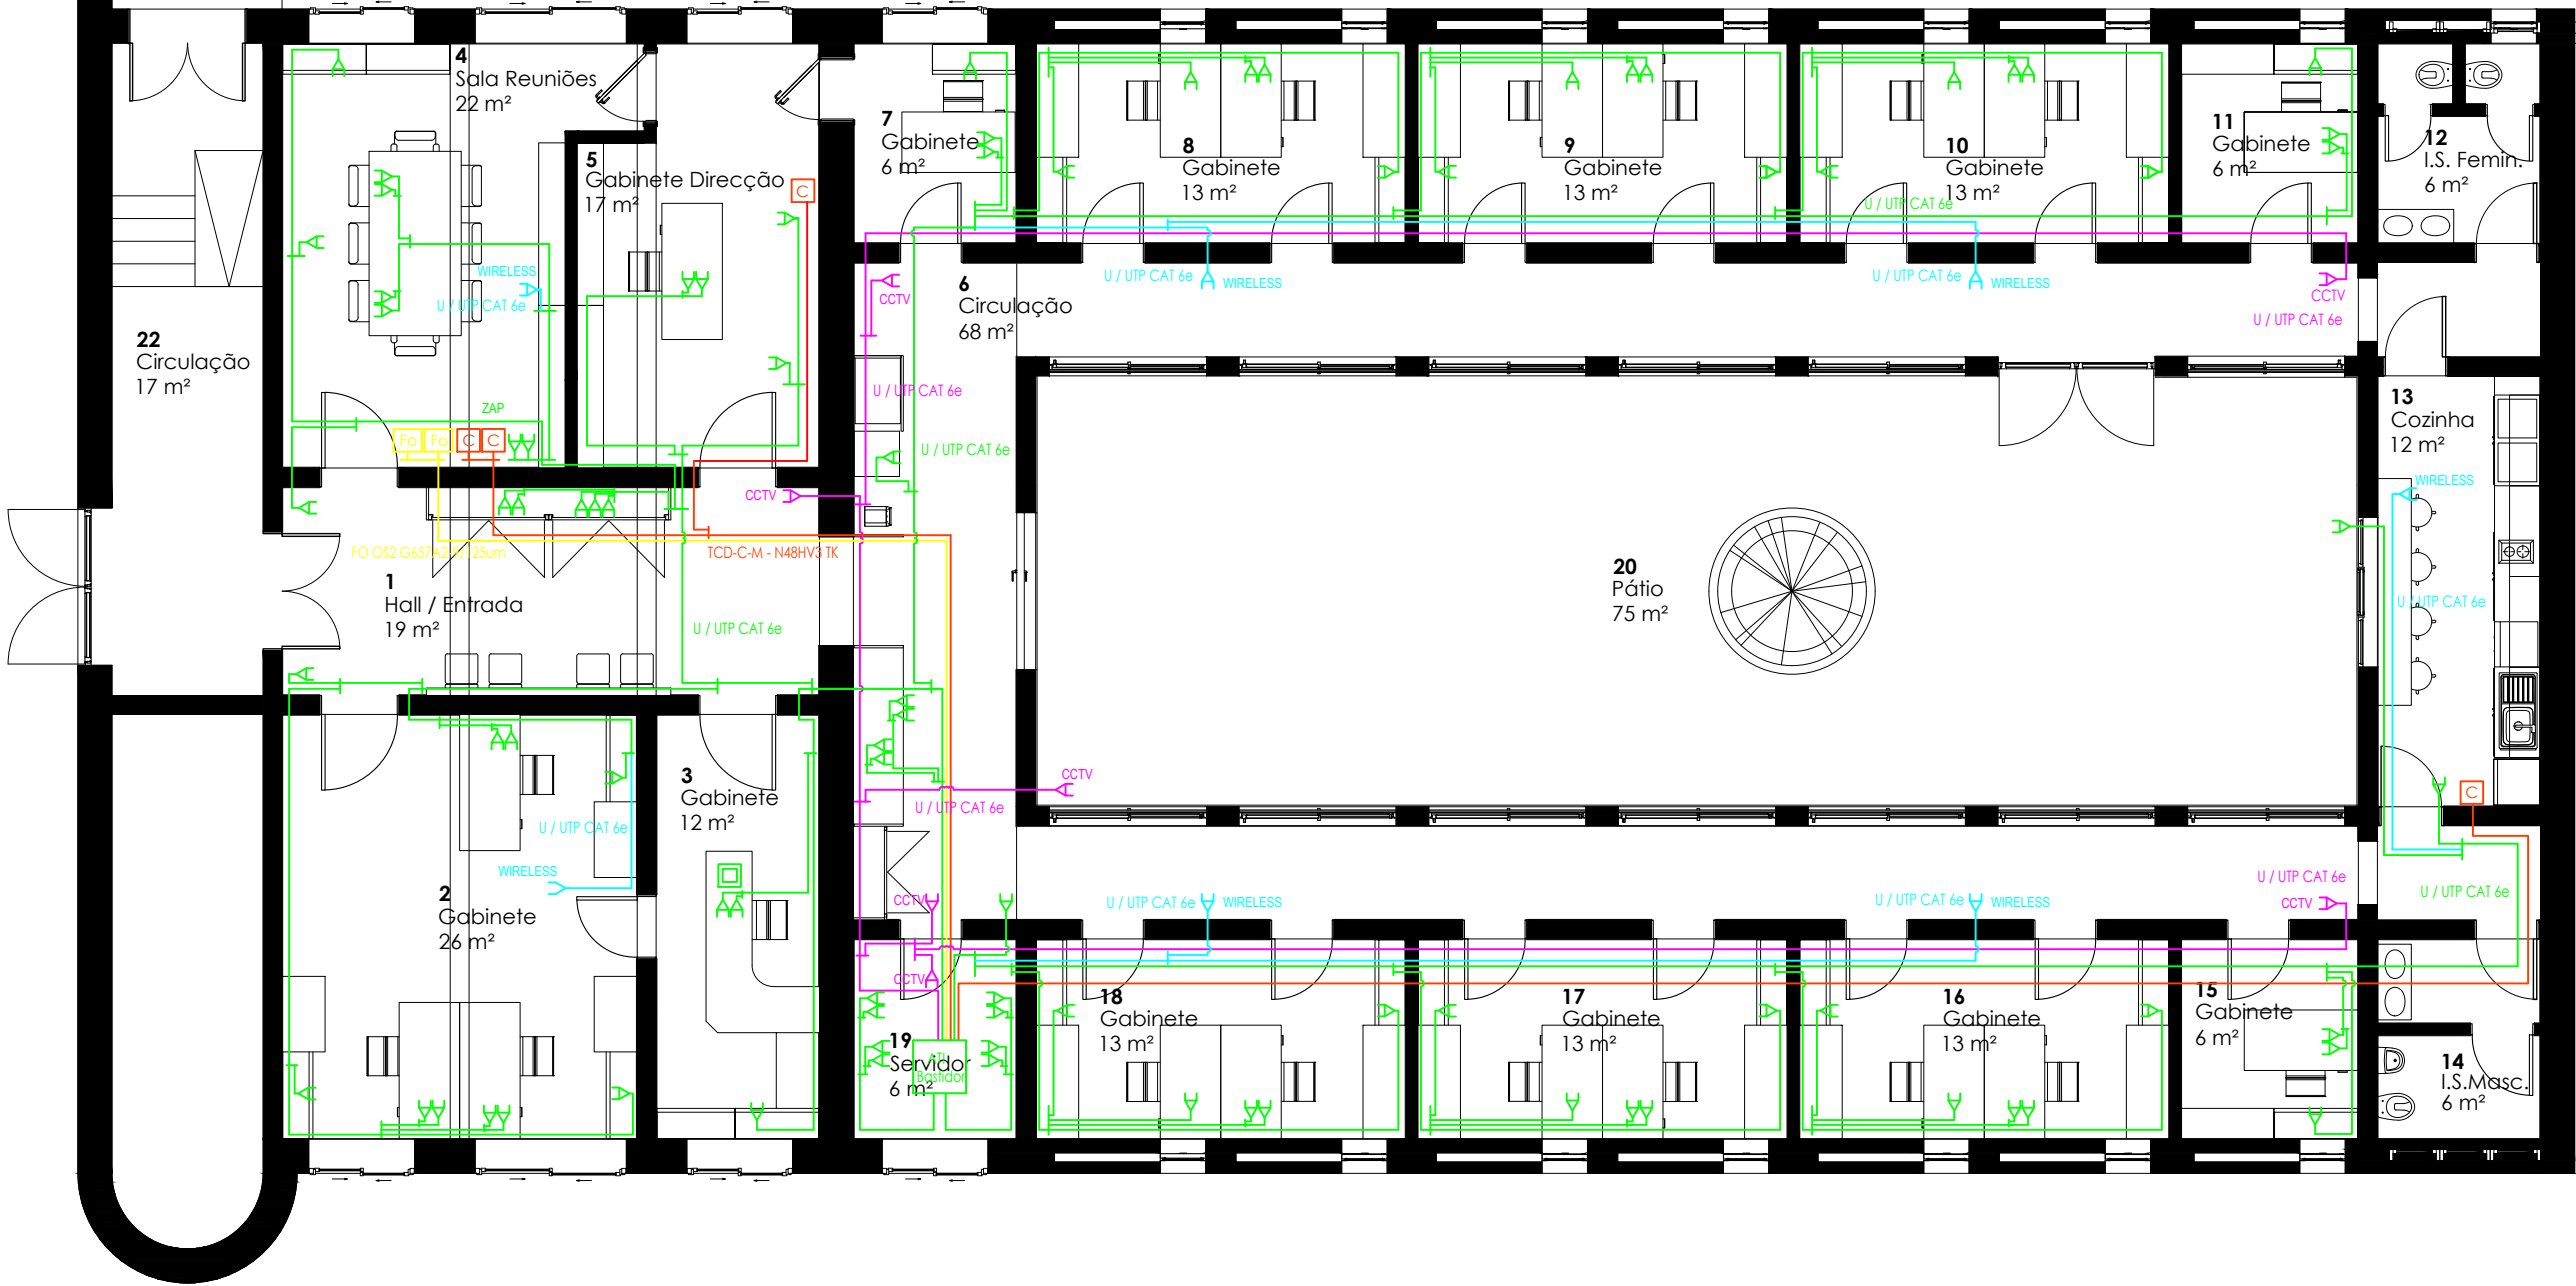 4
Sala Reuniões
22 m²
5
Gabinete Direcção
17 m²
C
7
Gabinete
6 m²
8
Gabinete
13 m²
9
Gabinete
13 m²
10
Gabinete
13 m²
U / UTP CAT 6e
11
Gabinete
6 m²
12
I.S. Femin.
6 m²
WIRELESS
U / UTP CAT 6e
CCTV
6
Circulação
68 m²
U / UTP CAT 6e
WIRELESS
U / UTP CAT 6e
WIRELESS
CCTV
U / UTP CAT 6e
22
Circulação
17 m²
U / UTP CAT 6e
ZAP
Fo
Fo
C
C
U / UTP CAT 6e
13
Cozinha
12 m²
WIRELESS
CCTV
FO OS2 G657A2 9/125um
TCD-C-M - N48HV3 TK
1
Hall / Entrada
19 m²
U / UTP CAT 6e
20
Pátio
75 m²
U / UTP CAT 6e
3
Gabinete
12 m²
CCTV
U / UTP CAT 6e
U / UTP CAT 6e
WIRELESS
C
2
Gabinete
26 m²
CCTV
U / UTP CAT 6e
WIRELESS
U / UTP CAT 6e
WIRELESS
U / UTP CAT 6e
CCTV
U / UTP CAT 6e
CCTV
19
Servidor
6 m²
ATI
Bastidor
18
Gabinete
13 m²
17
Gabinete
13 m²
16
Gabinete
13 m²
15
Gabinete
6 m²
14
I.S.Masc.
6 m²